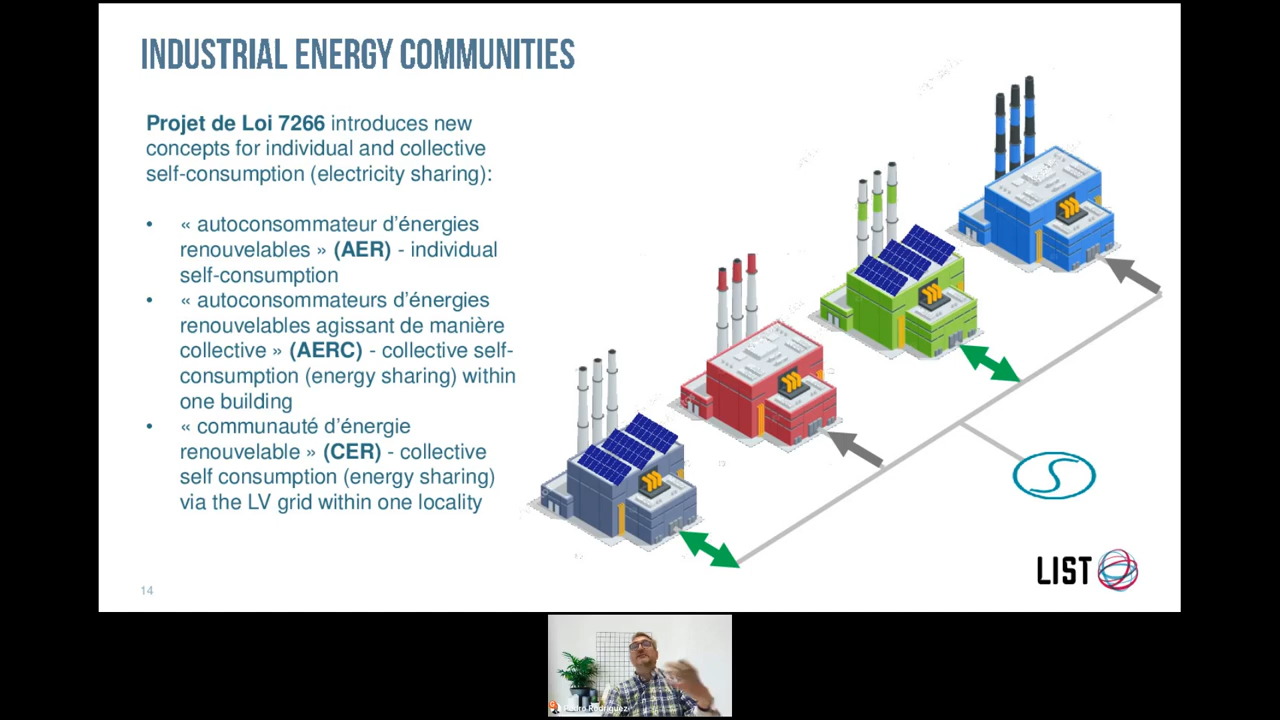 INDUSTRIAL ENERGY COMMUNITIES
Projet de Loi 7266 introduces new
concepts for individual and collective
self-consumption (electricity sharing):
• « autoconsommateur d'énergies
renouvelables » (AER) - individual
self-consumption
• « autoconsommateurs d'énergies
renouvelables agissant de manière
collective » (AERC) - collective self-
consumption (energy sharing) within
one building
• « communauté d'énergie
renouvelable » (CER) - collective
self consumption (energy sharing)
via the LV grid within one locality
S
LIST
14
Pedro Rodriguez